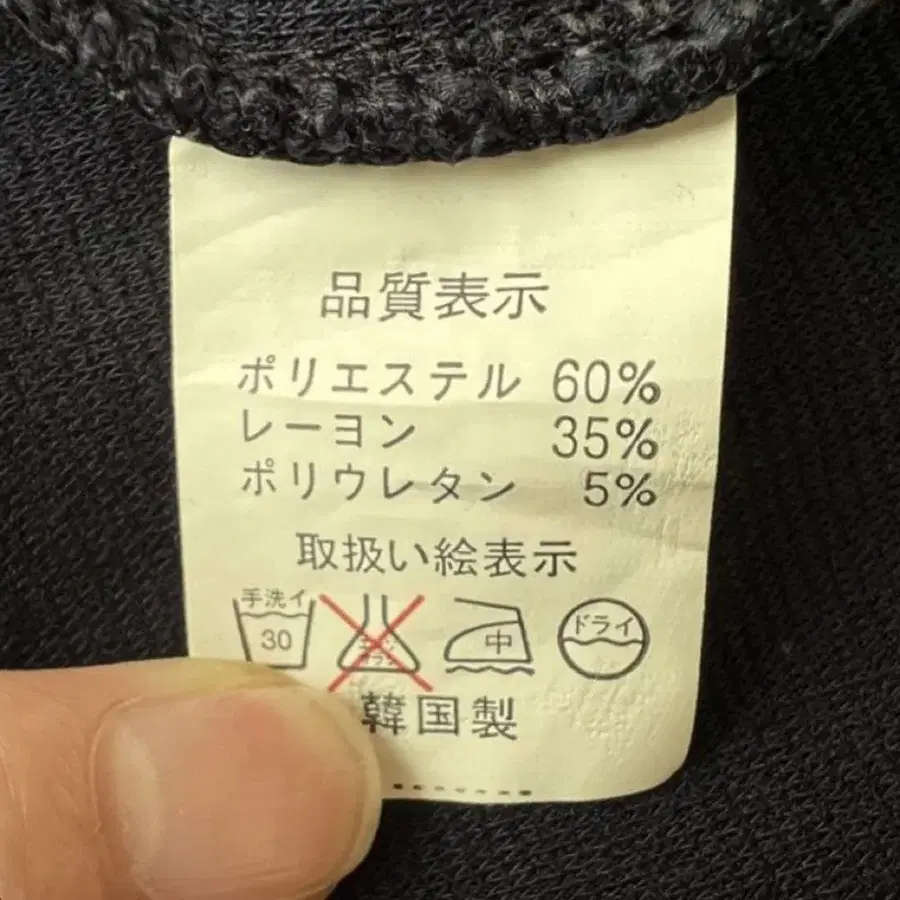 品質表示
ポリエステル 60%
レーヨン 35%
ポリウレタン 5%
取扱い絵表示
手洗イ 30 中 ドライ
韓国製